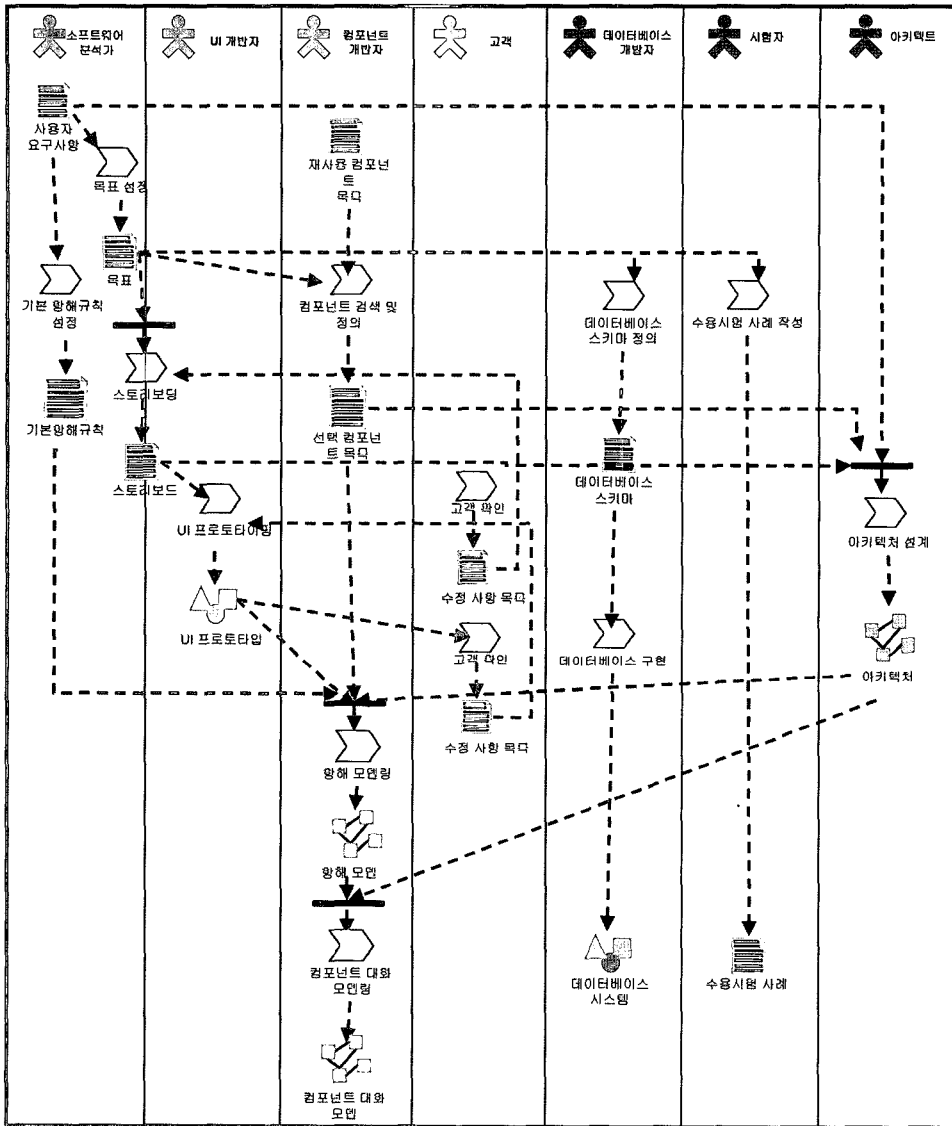 소프트웨어
분석가
UI 개발자
컴포넌트
개발자
고객
데이터베이스
개발자
시험자
아키텍트
사용자
요구사항
목표 설정
재사용 컴포넌
트
목록
목표
기본 항해규칙
설정
컴포넌트 검색 및
정의
데이터베이스
스키마 정의
수용시험 사례 작성
스토리보딩
기본항해규칙
선택 컴포넌
트 목록
스토리보드
데이터베이스
스키마
고객 확인
UI 프로토타이핑
아키텍처 설계
수정 사항 목록
UI 프로토타입
고객 확인
데이터베이스 구현
아키텍처
수정 사항 목록
항해 모델링
항해 모델
컴포넌트 대화
모델링
데이터베이스
시스템
수용시험 사례
컴포넌트 대화
모델